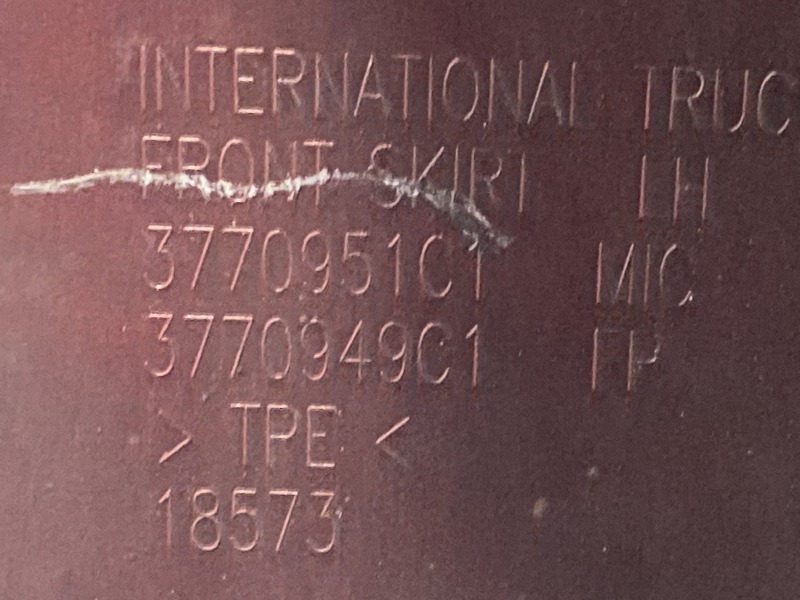 INTERNATIONAL TRUC
FRONT SKIRT LH
3770951C1 MIC
3770949C1 FP
> TPE <
18573